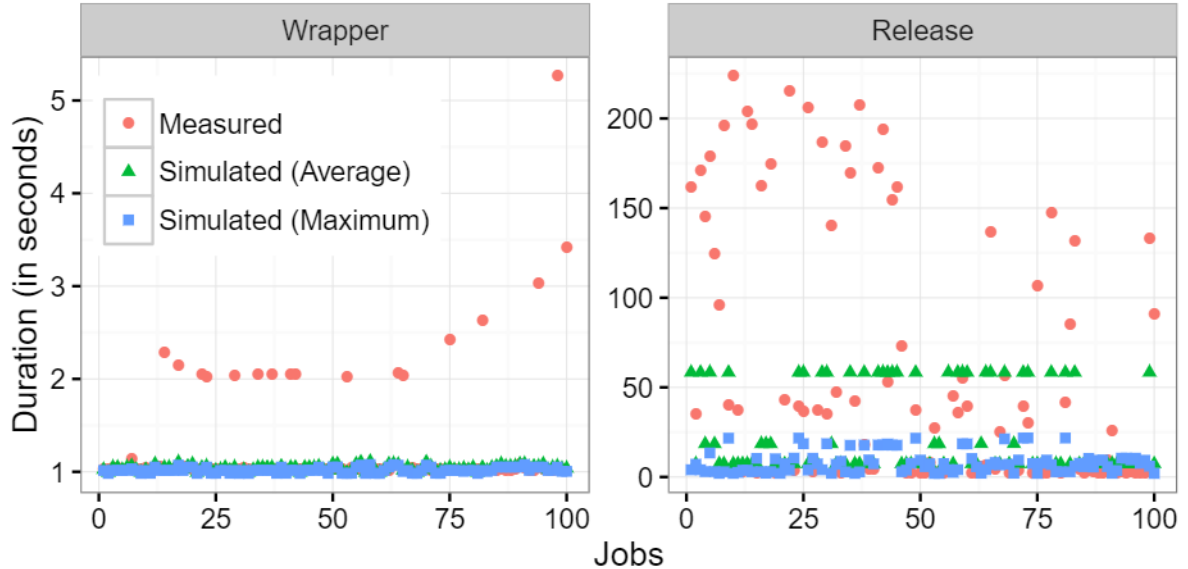 Wrapper
Release
Duration (in seconds)
5
4
3
2
1
Measured
Simulated (Average)
Simulated (Maximum)
200
150
100
50
0
0 25 50 75 100
0 25 50 75 100
Jobs